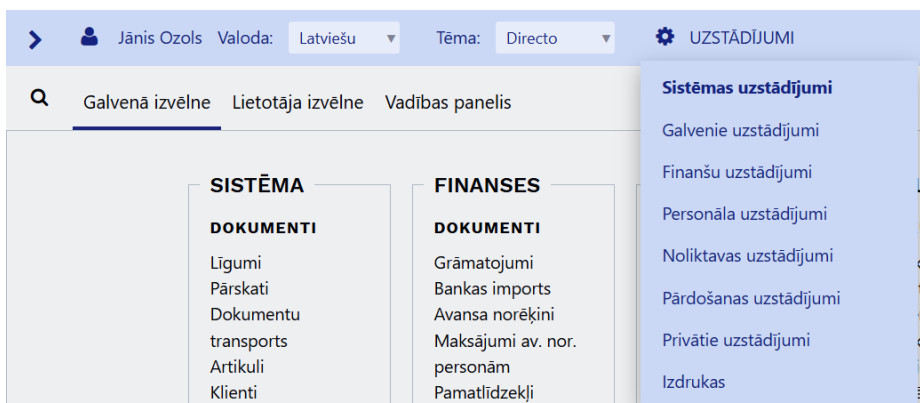 Jānis Ozols Valoda: Latviešu Tēma: Directo UZSTĀDĪJUMI
Galvenā izvēlne Lietotāja izvēlne Vadības panelis
SISTĒMA
DOKUMENTI
Līgumi
Pārskati
Dokumentu
transports
Artikuli
Klienti
FINANSES
DOKUMENTI
Grāmatojumi
Bankas imports
Avansa norēķini
Maksājumi av. nor.
personām
Pamatlīdzekļi
Sistēmas uzstādījumi
Galvenie uzstādījumi
Finanšu uzstādījumi
Personāla uzstādījumi
Noliktavas uzstādījumi
Pārdošanas uzstādījumi
Privātie uzstādījumi
Izdrukas